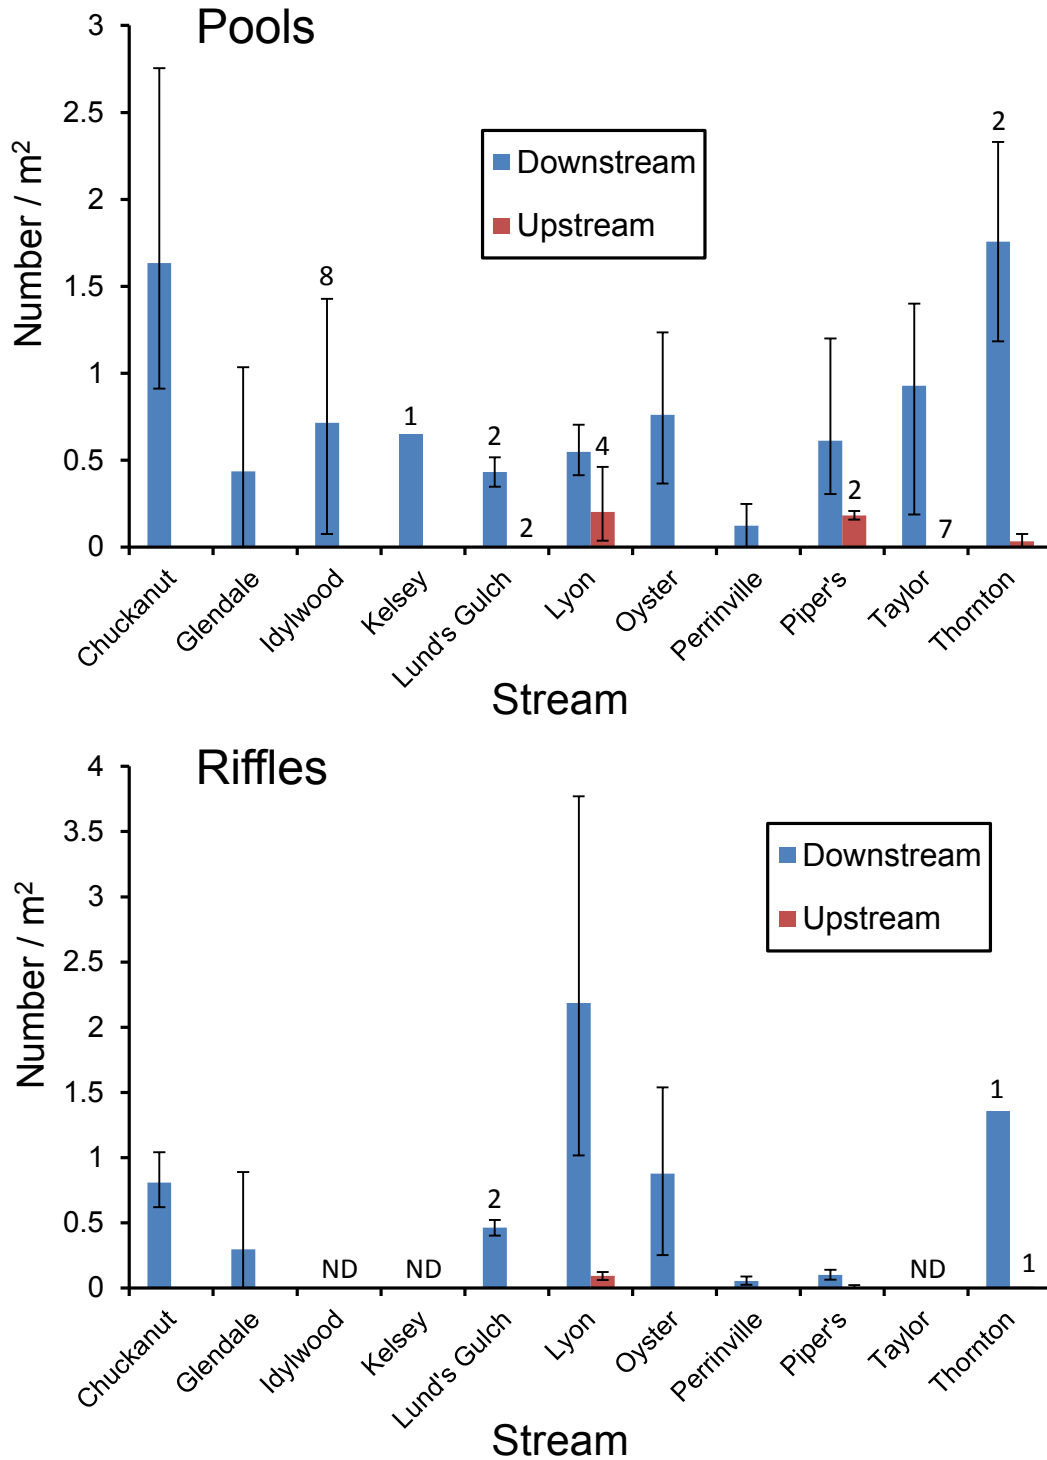 Pools
3
2.5
2
1.5
1
0.5
0
Number / m²
Downstream
Upstream
8
1
2
2
4
2
7
2
Chuckanut
Glendale
Idylwood
Kelsey
Lund's Gulch
Lyon
Oyster
Perrinville
Piper's
Taylor
Thornton
Stream
Riffles
4
3.5
3
2.5
2
1.5
1
0.5
0
Number / m²
Downstream
Upstream
ND
ND
2
ND
1
1
Chuckanut
Glendale
Idylwood
Kelsey
Lund's Gulch
Lyon
Oyster
Perrinville
Piper's
Taylor
Thornton
Stream